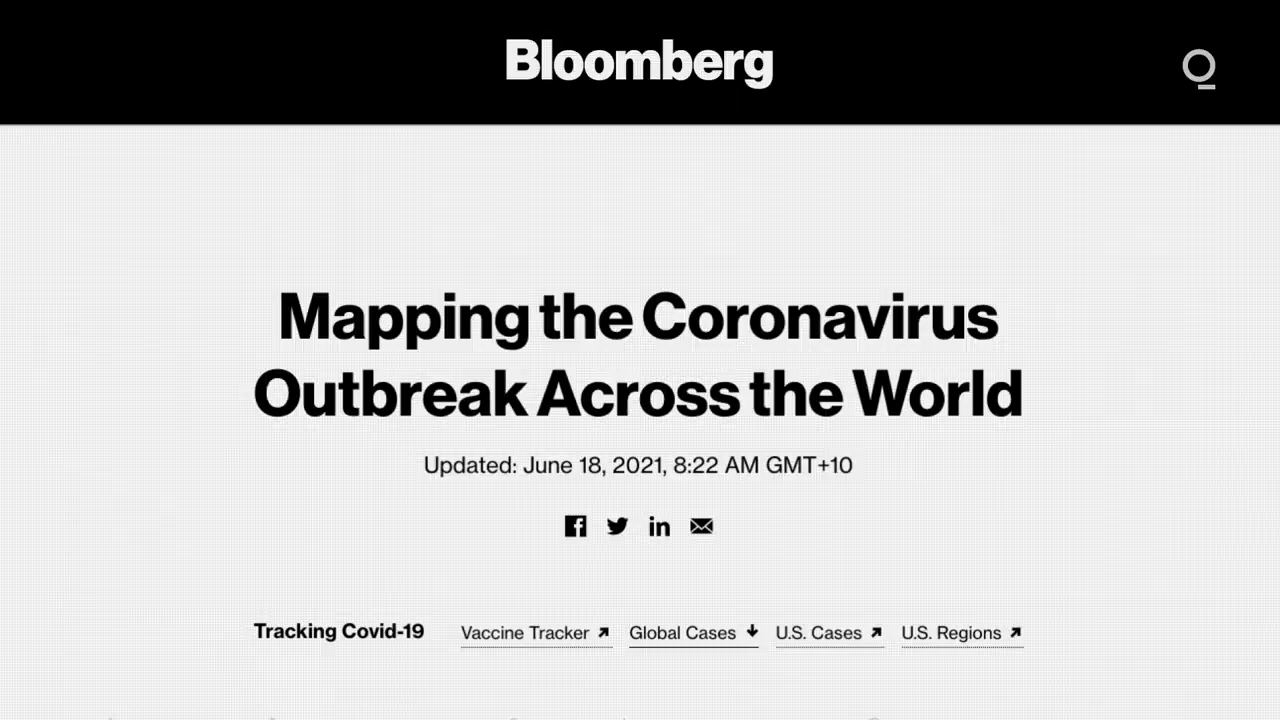 Bloomberg
Mapping the Coronavirus
Outbreak Across the World
Updated: June 18, 2021, 8:22 AM GMT+10
Tracking Covid-19 Vaccine Tracker Global Cases U.S. Cases U.S. Regions